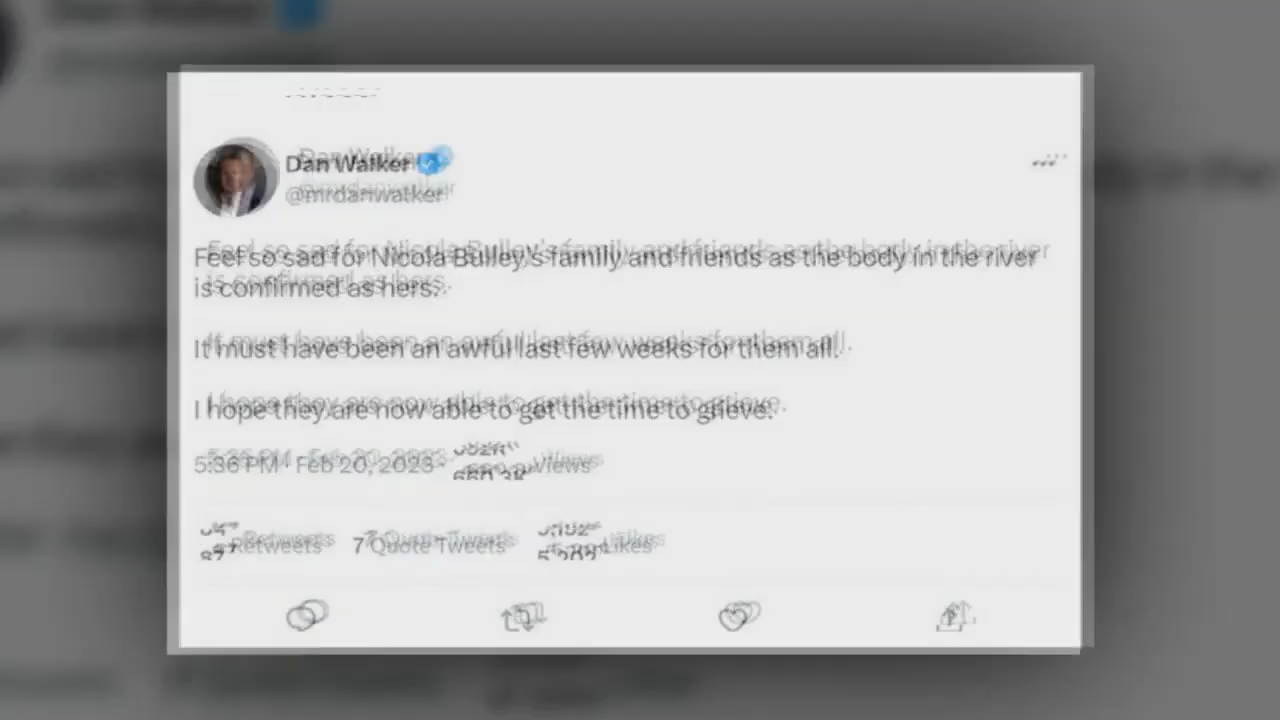 Dan Walker
@mrdanwalker
Feel so sad for Nicola Bulley's family and friends as the body in the river
is confirmed as hers.
It must have been an awful last few weeks for them all.
I hope they are now able to get the time to grieve.
5:36 PM · Feb 20, 2023 · Views
Retweets 7 Quote Tweets Likes